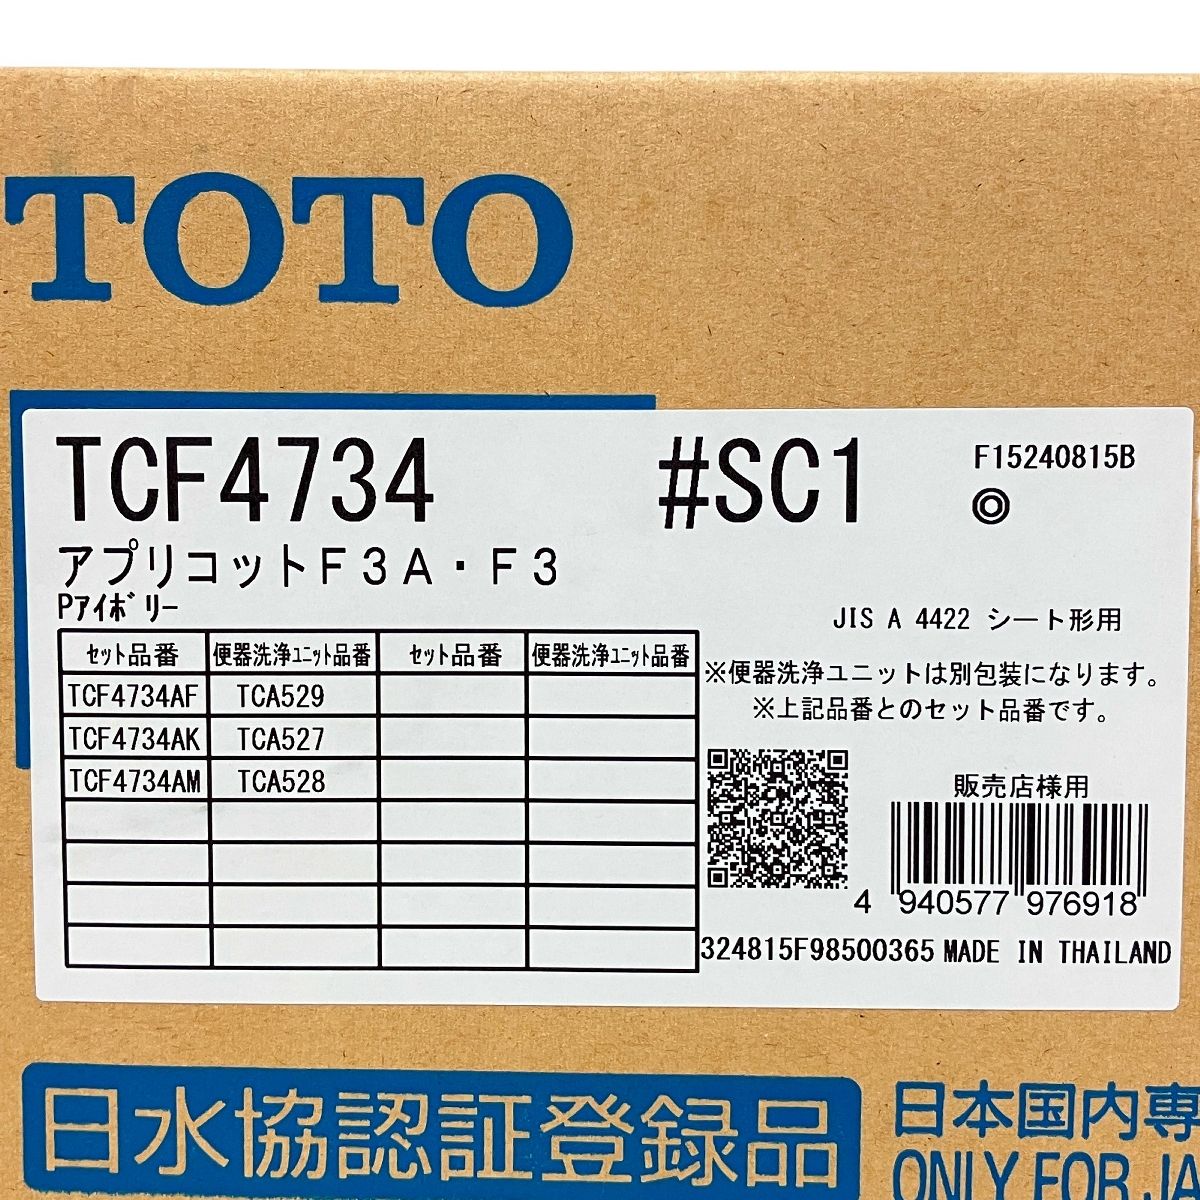 TOTO
TCF4734 #SC1 F15240815B
◎
アプリコットF3A・F3
Pアイボリー
JIS A 4422 シート形用
セット品番 便器洗浄ユニット品番 セット品番 便器洗浄ユニット品番
TCF4734AF TCA529
TCF4734AK TCA527
TCF4734AM TCA528
※便器洗浄ユニットは別包装になります。
※上記品番とのセット品番です。
販売店様用
4 940577 976918
324815F98500365 MADE IN THAILAND
日水協認証登録品
日本国内専
ONLY FOR JA